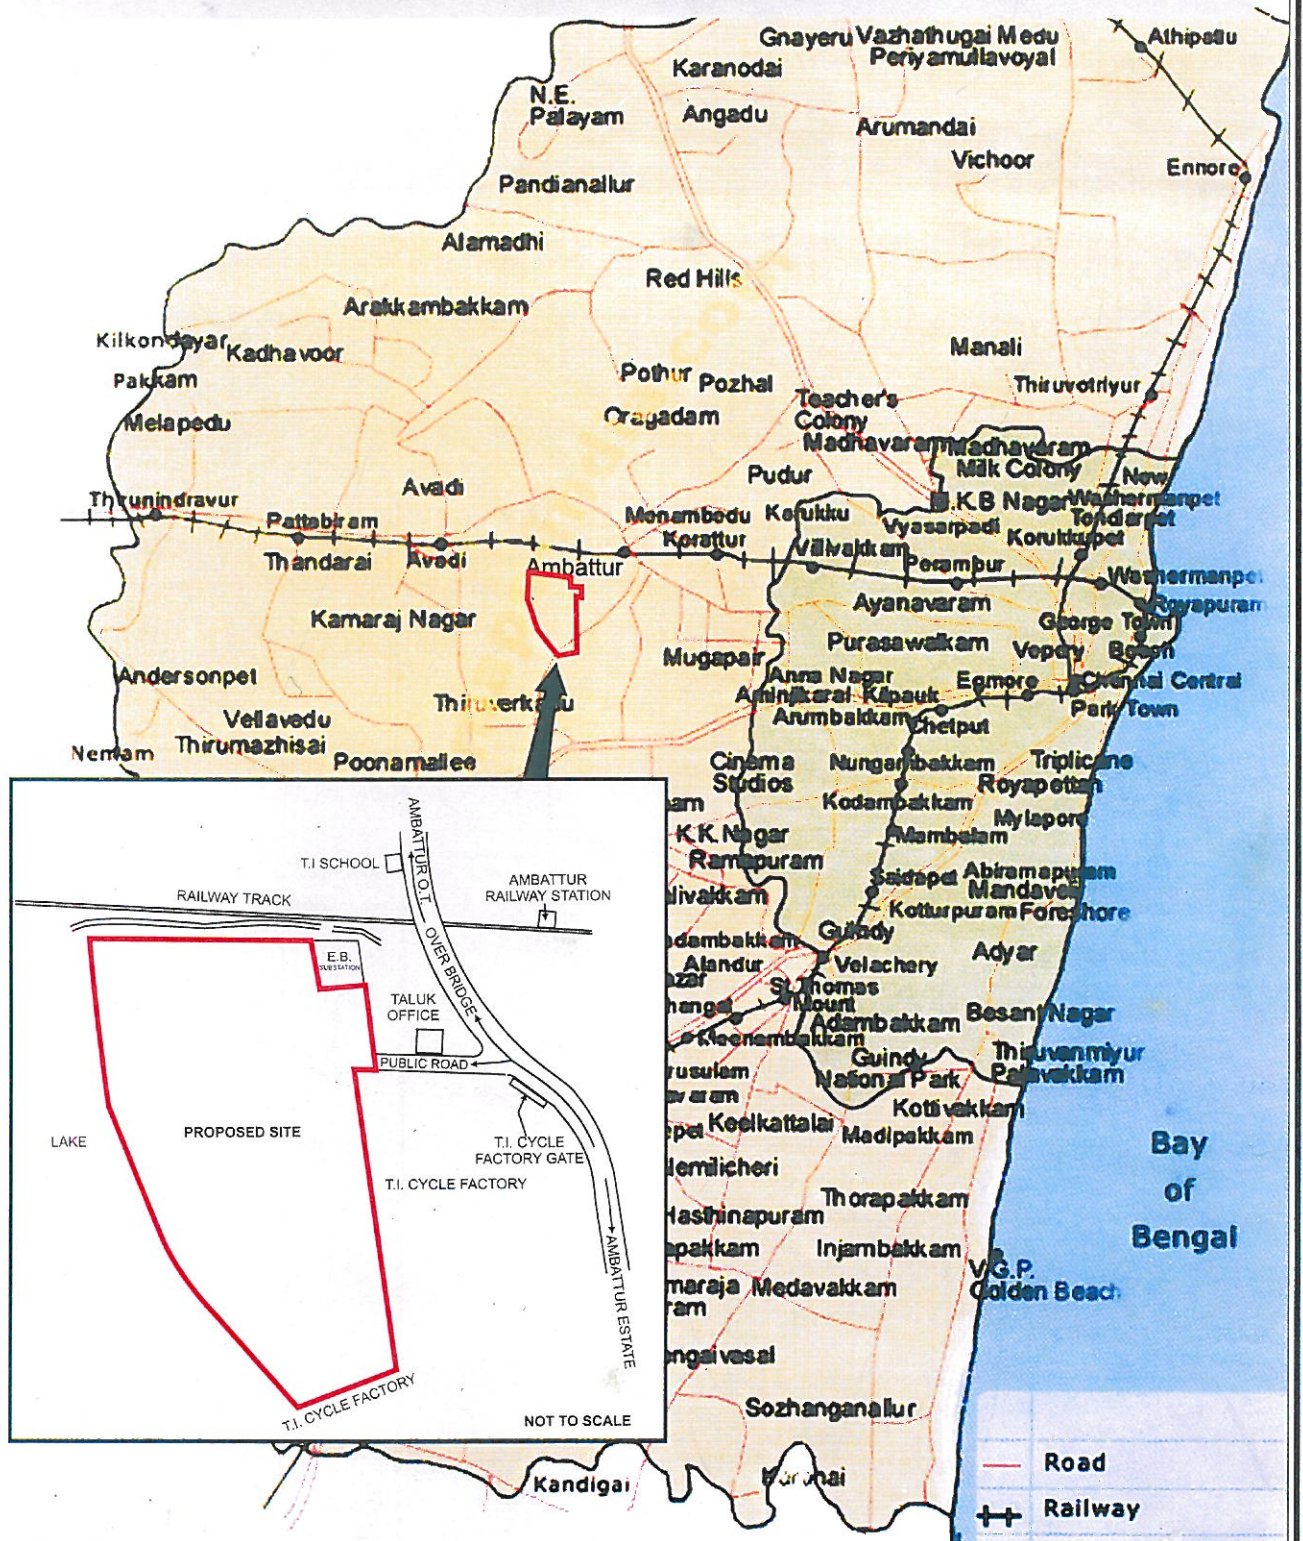 Gnayeru
Vazhathugai Medu
Periyamullavoyal
Athipattu
Karanodai
N.E.
Palayam
Angadu
Arumandai
Vichoor
Ennore
Pandianallur
Alamadhi
Red Hills
Arakkambakkam
Kilkondayar
Kadhavoor
Manali
Pakkam
Pothur
Pozhal
Thiruvotriyur
Melapedu
Oragadam
Teacher's
Colony
Madhavaram
Madhavaram
Milk Colony
Pudur
New
Washermanpet
Avadi
Thirunindravur
K.B Nagar
Pattabiram
Menambedu
Korukku
Vyasarpadi
Tondiarpet
Thandarai
Avadi
Ambattur
Korattur
Villivakkam
Korukkupet
Perambur
Washermanpet
Kamaraj Nagar
Ayanavaram
Royapuram
George Town
Purasawalkam
Vepery
Beach
Mugapair
Andersonpet
Anna Nagar
Egmore
Chennai Central
Thiruverkadu
Aminjikarai
Kilpauk
Vellavedu
Arumbakkam
Chetput
Park Town
Nemam
Thirumazhisai
Poonamallee
Cinema
Studios
Nungambakkam
Triplicane
Royapettah
Kodambakkam
Mylapore
K.K.Nagar
Mambalam
Ramapuram
Saidapet
Abiramapuram
Mandaveli
Kotturpuram
Foreshore
Guindy
Adyar
Alandur
Velachery
St Thomas
Mount
Adambakkam
Besant Nagar
Meenambakkam
Guindy
National Park
Thiruvanmiyur
Palavakkam
Kottivakkam
Keelkattalai
Madipakkam
Bay
of
Bengal
Thorapakkam
Hasthinapuram
Injambakkam
V.G.P.
Golden Beach
Medavakkam
Sozhanganallur
Kandigai
AMBATTUR O.T.
OVER BRIDGE
T.I SCHOOL
AMBATTUR
RAILWAY STATION
RAILWAY TRACK
E.B.
SUBSTATION
TALUK
OFFICE
PUBLIC ROAD
LAKE
PROPOSED SITE
T.I. CYCLE
FACTORY GATE
T.I. CYCLE FACTORY
AMBATTUR ESTATE
T.I. CYCLE FACTORY
NOT TO SCALE
Road
Railway